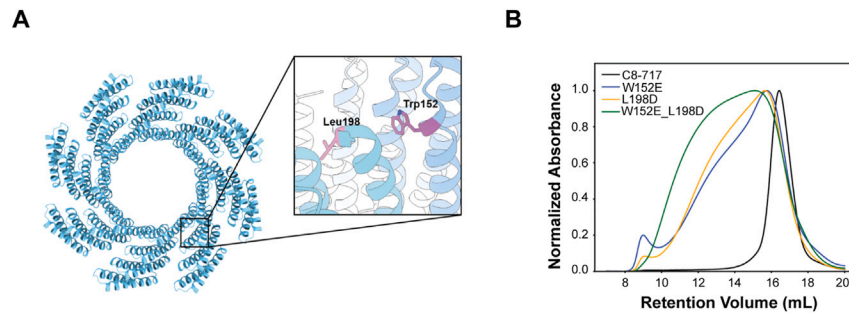 A
Leu198
Trp152
B
C8-717
W152E
L198D
W152E_L198D
Normalized Absorbance
1.0
0.8
0.6
0.4
0.2
0.0
8 10 12 14 16 18 20
Retention Volume (mL)